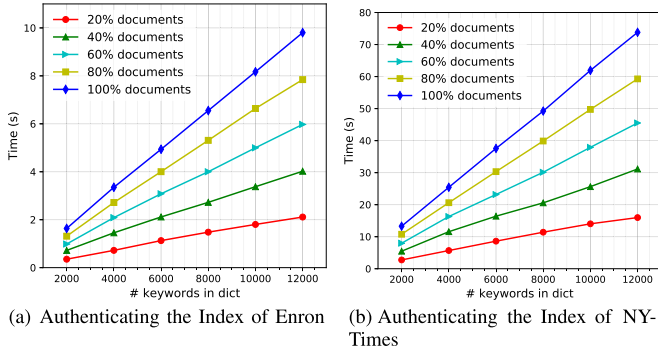 20% documents
40% documents
60% documents
80% documents
100% documents
10
8
6
4
2
0
Time (s)
2000 4000 6000 8000 10000 12000
# keywords in dict
(a) Authenticating the Index of Enron
20% documents
40% documents
60% documents
80% documents
100% documents
80
70
60
50
40
30
20
10
0
Time (s)
2000 4000 6000 8000 10000 12000
# keywords in dict
(b) Authenticating the Index of NY-
Times